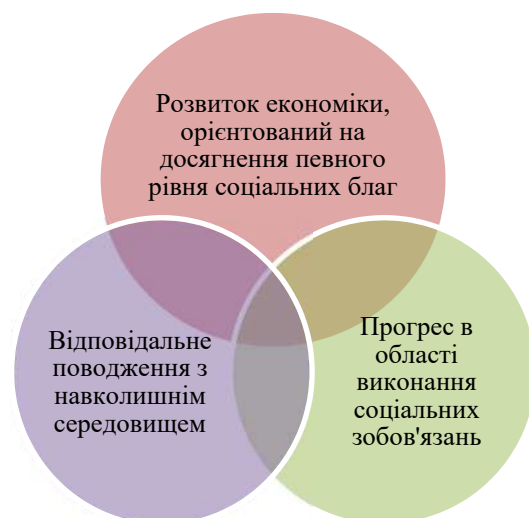 Розвиток економіки,
орієнтований на
досягнення певного
рівня соціальних благ
Відповідальне
поводження з
навколишнім
середовищем
Прогрес в
області
виконання
соціальних
зобов'язань